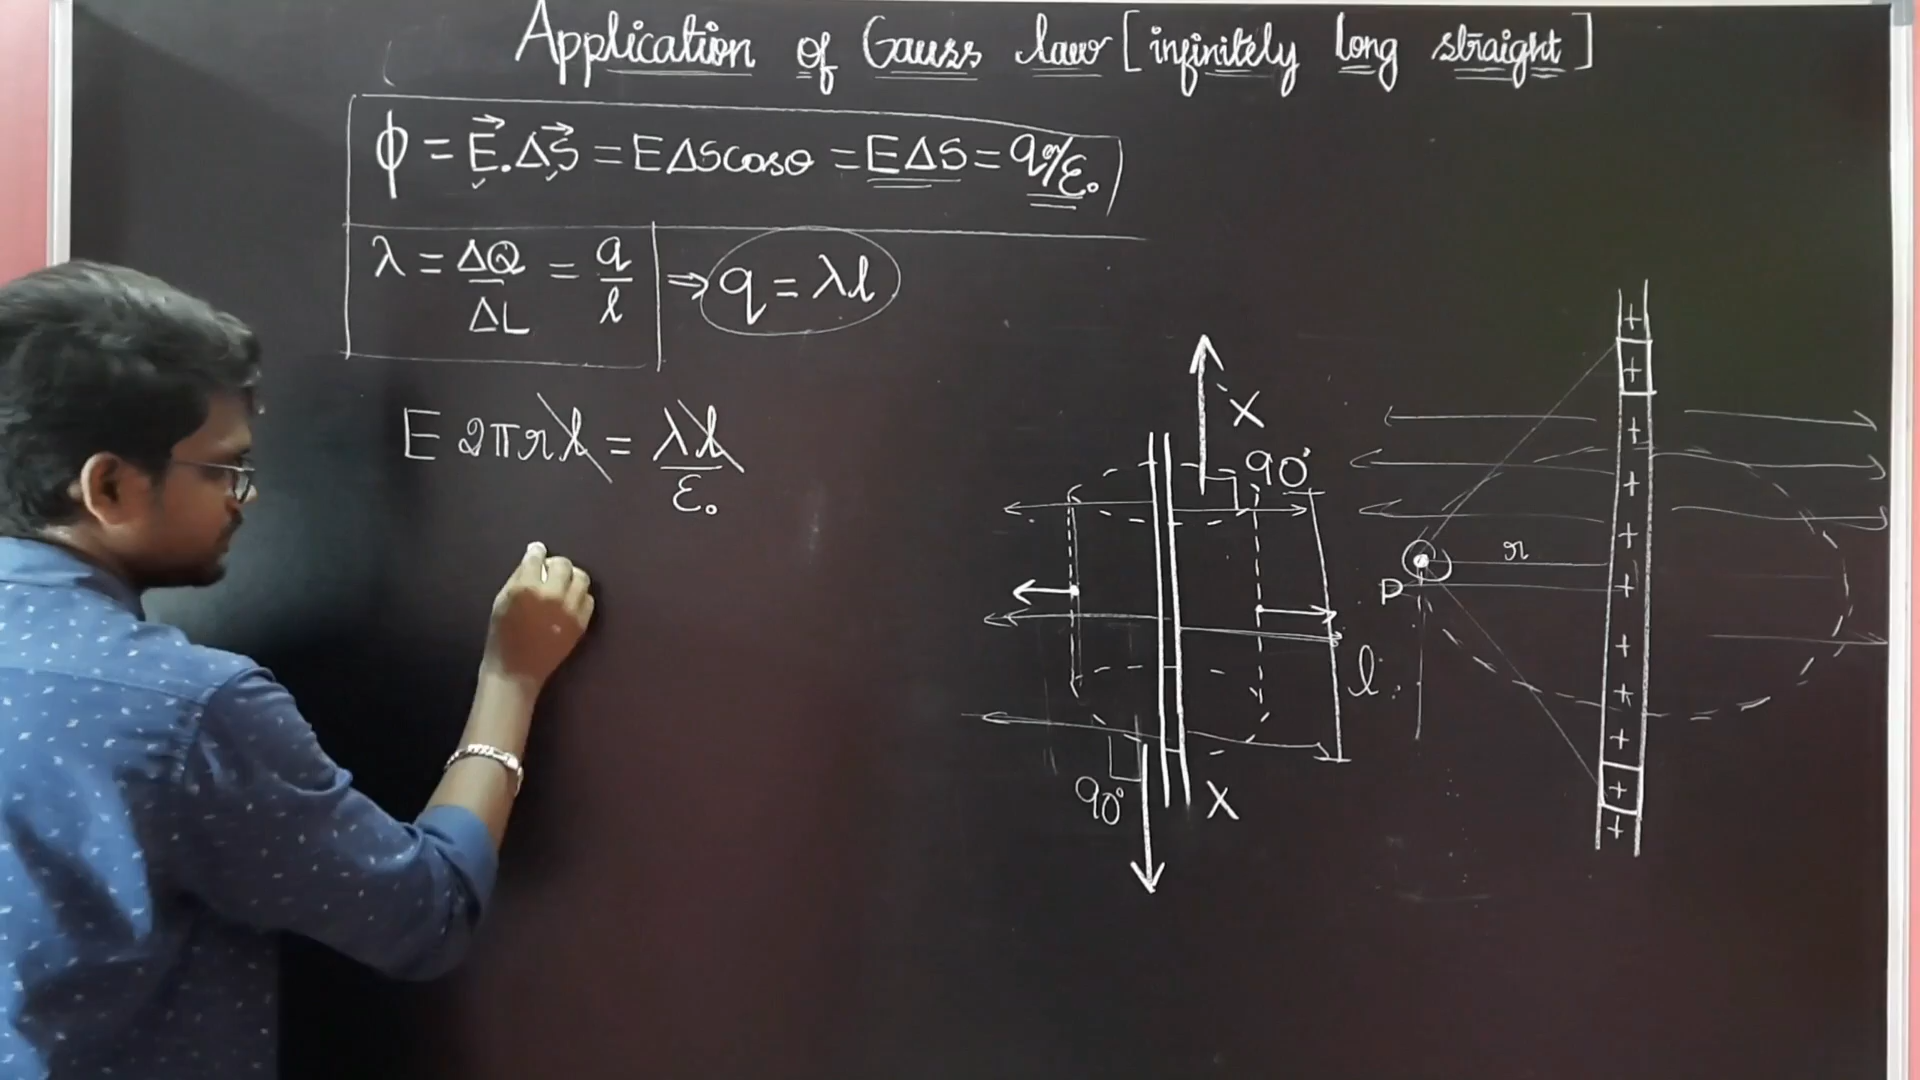 Application of Gauss law [infinitely long straight]
ϕ = E⃗.ΔS⃗ = EΔScosθ = EΔS = q/ε₀
λ = ΔQ/ΔL = q/l ⇒ q = λl
E 2πrl = λl/ε₀
X
90°
r
P
l
90°
X
+
+
+
+
+
+
+
+
+
+
+